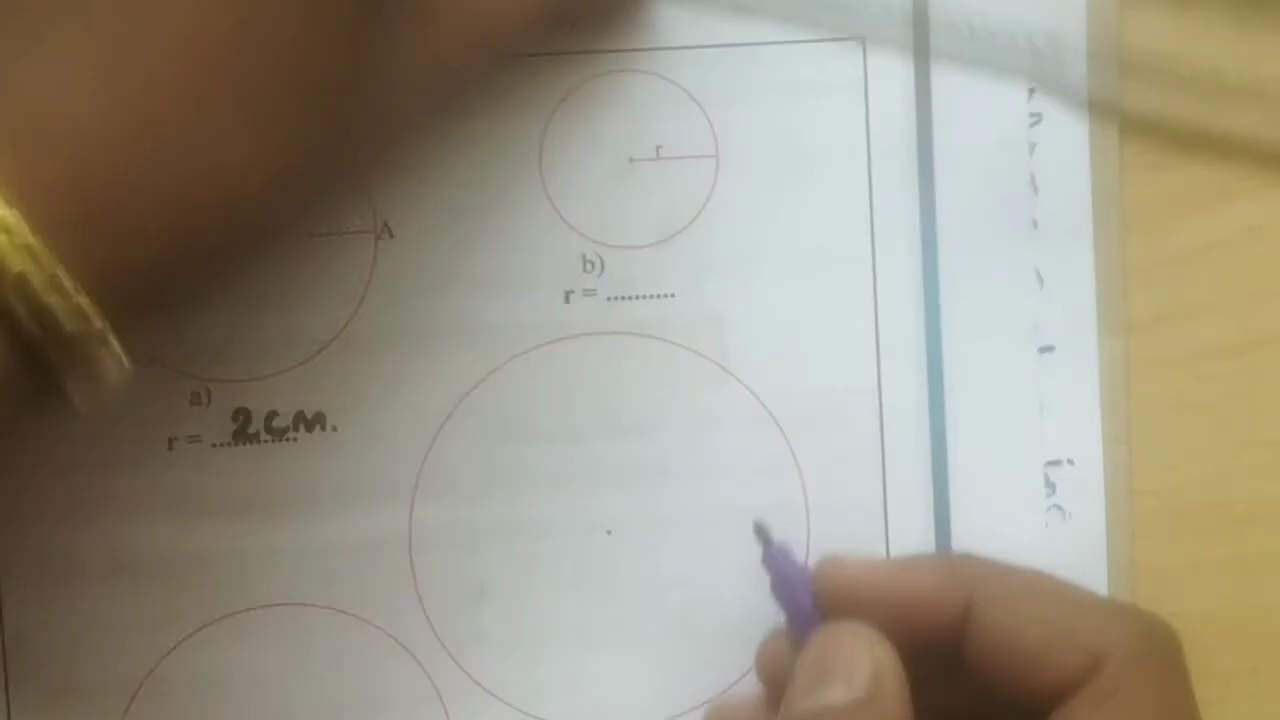 r
A
b)
r = ..........
a)
r = 2cm.